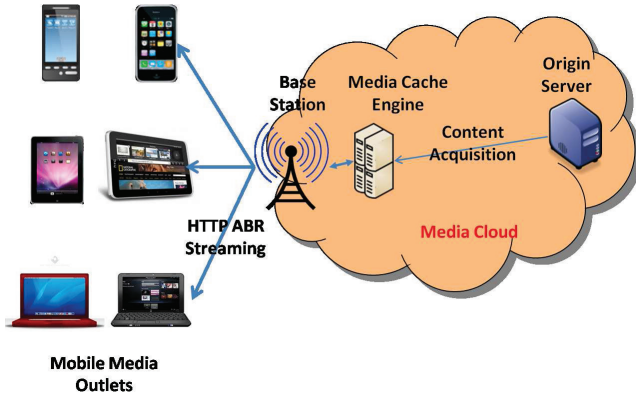 Base
Station
Media Cache
Engine
Origin
Server
Content
Acquisition
HTTP ABR
Streaming
Media Cloud
Mobile Media
Outlets